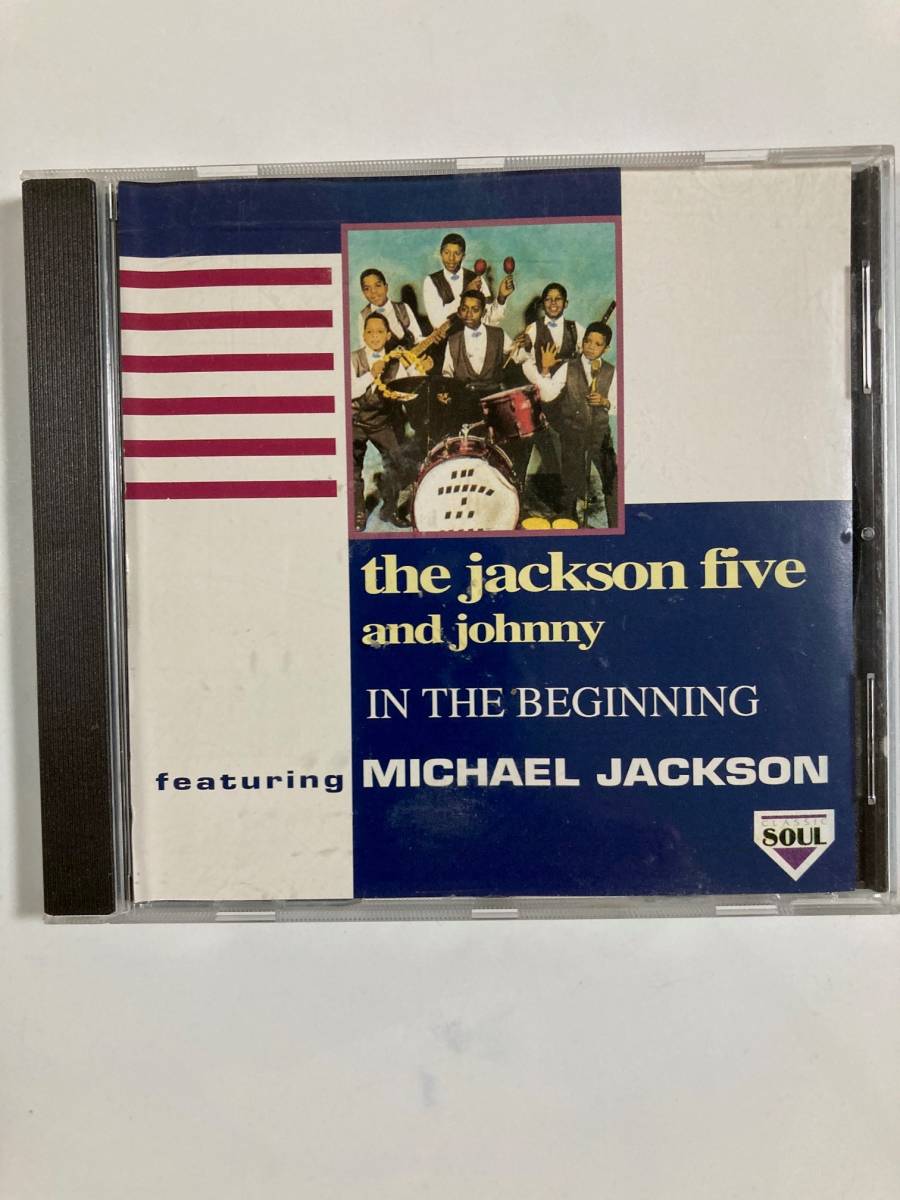 the jackson five
and johnny
IN THE BEGINNING
featuring MICHAEL JACKSON
CLASSIC
SOUL